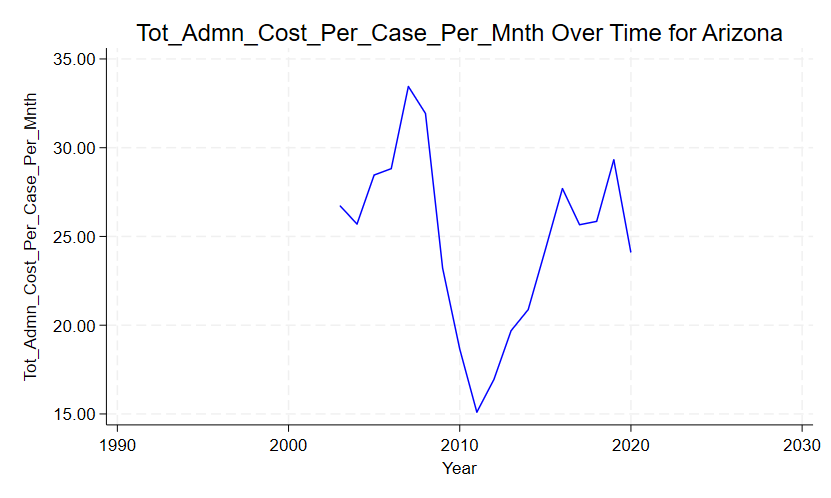 Tot_Admn_Cost_Per_Case_Per_Mnth Over Time for Arizona
Tot_Admn_Cost_Per_Case_Per_Mnth
35.00
30.00
25.00
20.00
15.00
1990 2000 2010 2020 2030
Year